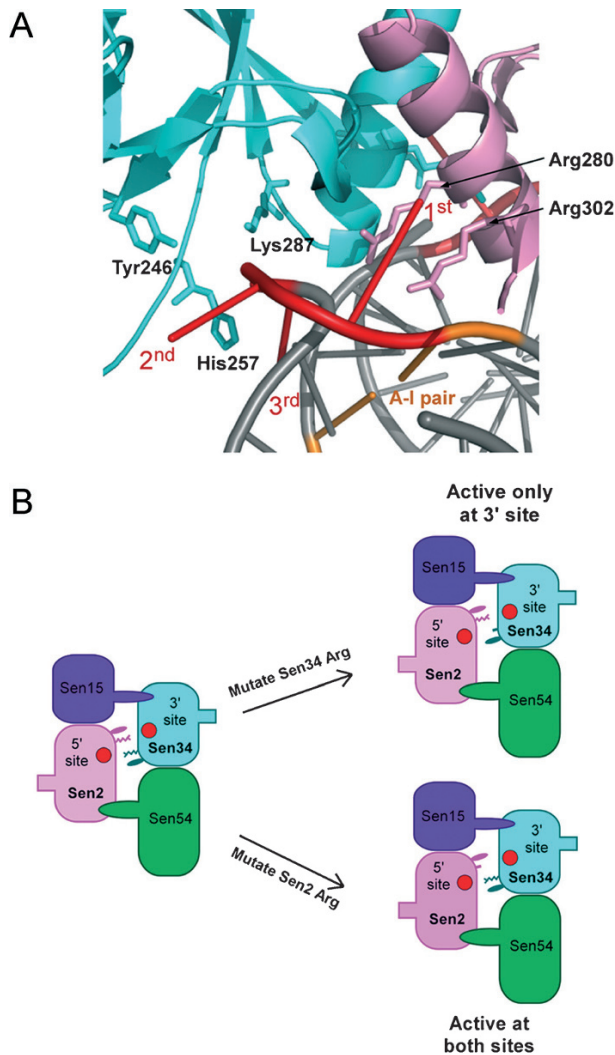 A
Arg280
1st
Arg302
Lys287
Tyr246
2nd
His257
3rd
A-I pair
B
Active only
at 3' site
Sen15
3'
site
5'
site
Sen34
Sen2
Sen54
Mutate Sen34 Arg
Sen15
3'
site
5'
site
Sen34
Sen2
Sen54
Mutate Sen2 Arg
Sen15
3'
site
5'
site
Sen34
Sen2
Sen54
Active at
both sites